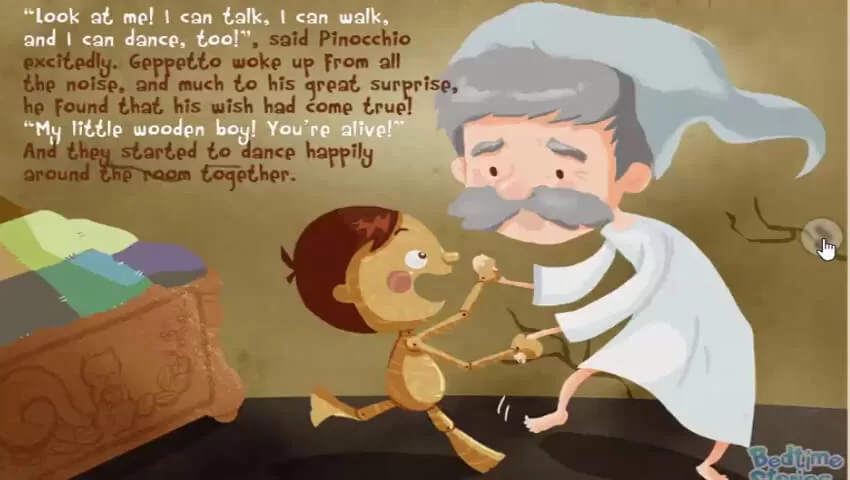 “Look at me! I can talk, I can walk,
and I can dance, too!”, said Pinocchio
excitedly. Geppetto woke up from all
the noise, and much to his great surprise,
he found that his wish had come true!
“My little wooden boy! You’re alive!”
And they started to dance happily
around the room together.
Bedtime
Stories